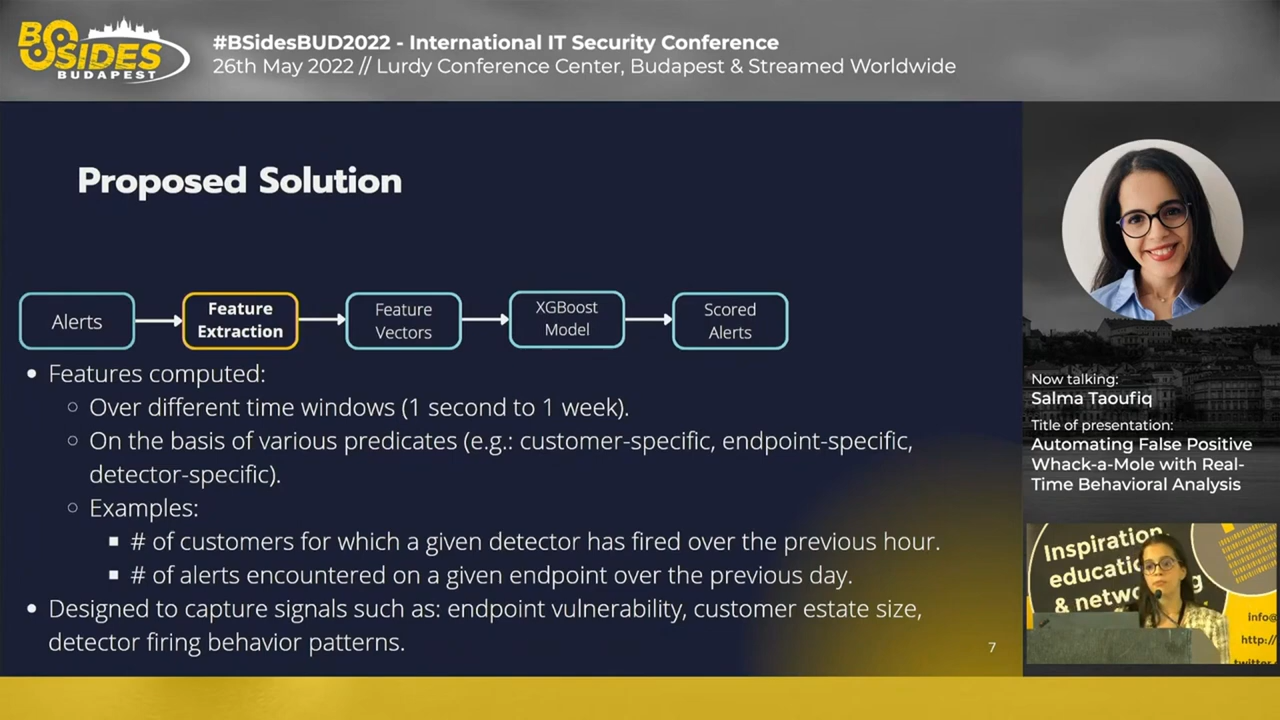 BSIDES
BUDAPEST
#BSidesBUD2022 - International IT Security Conference
26th May 2022 // Lurdy Conference Center, Budapest & Streamed Worldwide
Proposed Solution
Alerts
Feature
Extraction
Feature
Vectors
XGBoost
Model
Scored
Alerts
• Features computed:
○ Over different time windows (1 second to 1 week).
○ On the basis of various predicates (e.g.: customer-specific, endpoint-specific,
detector-specific).
○ Examples:
■ # of customers for which a given detector has fired over the previous hour.
■ # of alerts encountered on a given endpoint over the previous day.
• Designed to capture signals such as: endpoint vulnerability, customer estate size,
detector firing behavior patterns.
7
Now talking:
Salma Taoufiq
Title of presentation:
Automating False Positive
Whack-a-Mole with Real-
Time Behavioral Analysis
Inspiration
& netw
info@
http://
twitter